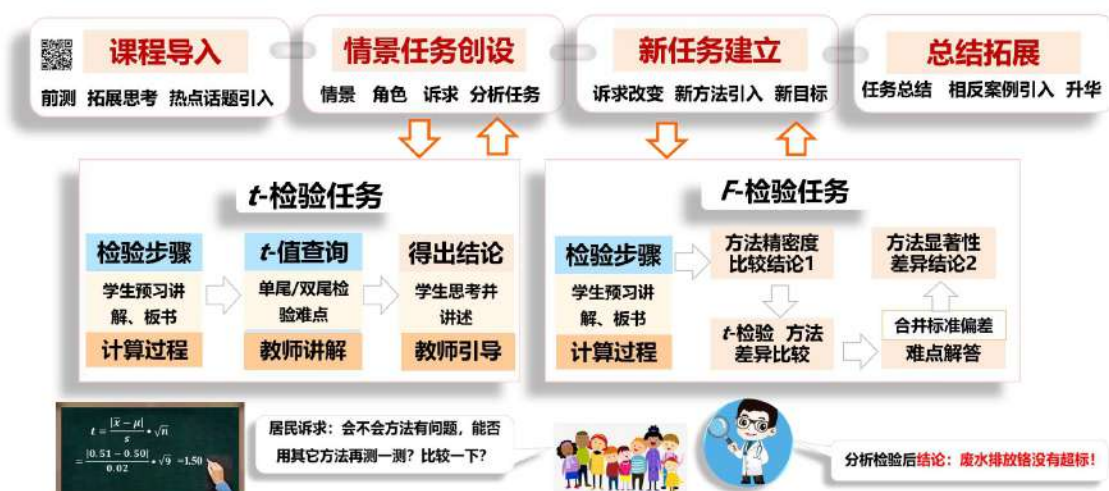 课程导入
前测 拓展思考 热点话题引入
情景任务创设
情景 角色 诉求 分析任务
新任务建立
诉求改变 新方法引入 新目标
总结拓展
任务总结 相反案例引入 升华
t-检验任务
检验步骤
学生预习讲
解、板书
计算过程
t-值查询
单尾/双尾检
验难点
教师讲解
得出结论
学生思考并
讲述
教师引导
F-检验任务
检验步骤
学生预习讲
解、板书
计算过程
方法精密度
比较结论1
t-检验 方法
差异比较
方法显著性
差异结论2
合并标准偏差
难点解答
t = |x̄ − μ| / s • √n
= |0.51 − 0.50| / 0.02 • √9 =1.50
居民诉求：会不会方法有问题，能否
用其它方法再测一测？比较一下？
分析检验后结论：废水排放铬没有超标！